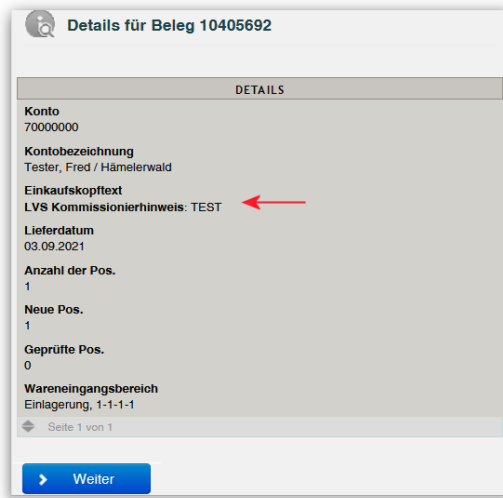 Details für Beleg 10405692
DETAILS
Konto
70000000
Kontobezeichnung
Tester, Fred / Hämelerwald
Einkaufskopftext
LVS Kommissionierhinweis: TEST
Lieferdatum
03.09.2021
Anzahl der Pos.
1
Neue Pos.
1
Geprüfte Pos.
0
Wareneingangsbereich
Einlagerung, 1-1-1-1
Seite 1 von 1
Weiter